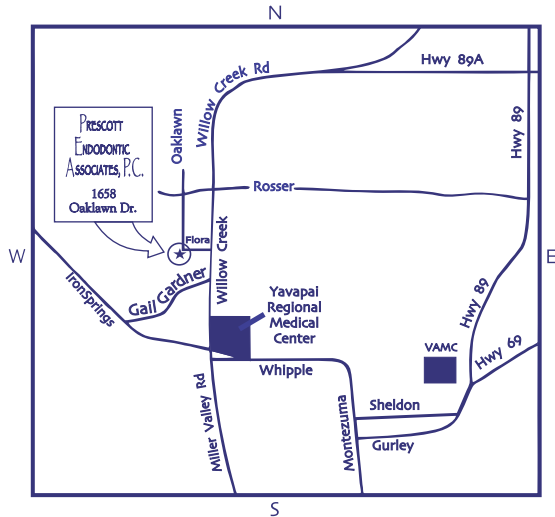 N
Hwy 89A
Willow Creek Rd
Hwy 89
Oaklawn
PRESCOTT
ENDODONTIC
ASSOCIATES, P.C.
1658
Oaklawn Dr.
Rosser
Flora
Willow Creek
W
E
IronSprings
Gail Gardner
Yavapai
Regional
Medical
Center
Hwy 89
VAMC
Hwy 69
Whipple
Miller Valley Rd
Montezuma
Sheldon
Gurley
S